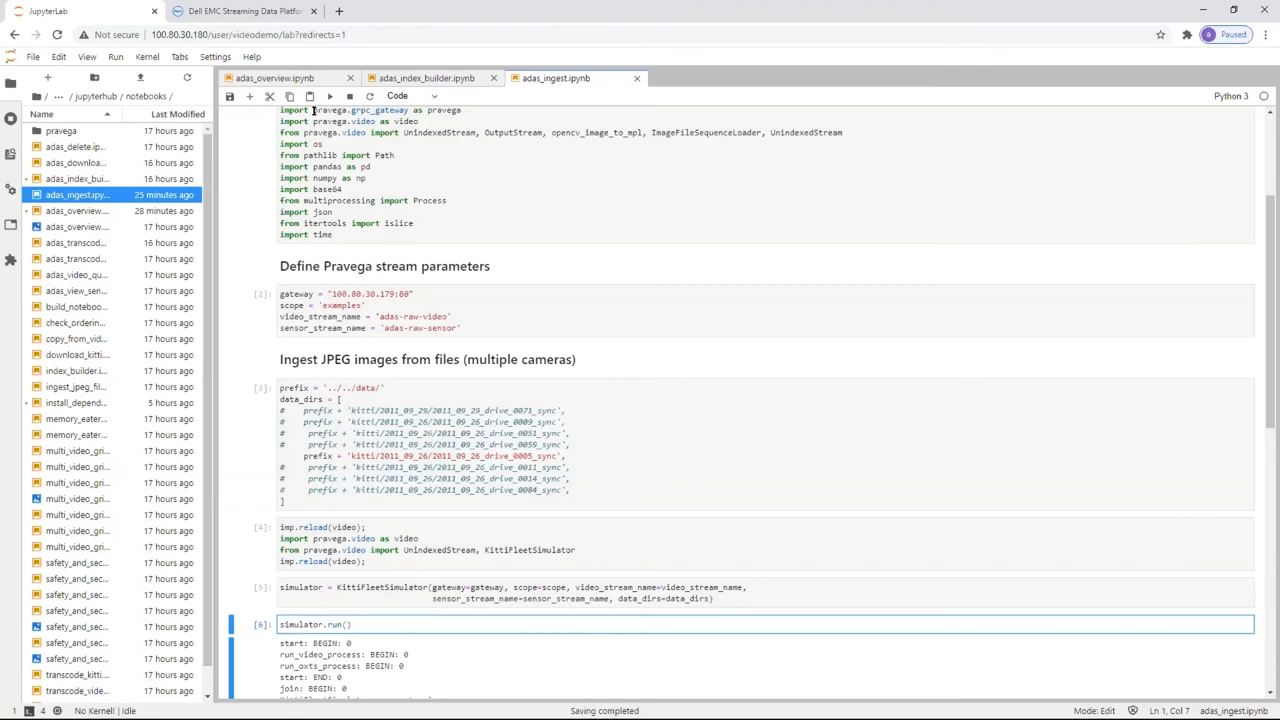 JupyterLab
Dell EMC Streaming Data Platfor
Not secure
100.80.30.180/user/videodemo/lab?redirects=1
a
Paused
File Edit View Run Kernel Tabs Settings Help
adas_overview.ipynb
adas_index_builder.ipynb
adas_ingest.ipynb
/ ... / jupyterhub / notebooks /
Code
Python 3
Name Last Modified
pravega 17 hours ago
adas_delete.ip... 17 hours ago
adas_downloa... 16 hours ago
adas_index_bui... 16 hours ago
adas_ingest.ipy... 25 minutes ago
adas_overview.... 28 minutes ago
adas_overview.... 17 hours ago
adas_transcod... 16 hours ago
adas_transcod... 17 hours ago
adas_video_qu... 17 hours ago
adas_view_sen... 17 hours ago
build_noteboo... 17 hours ago
check_orderin... 17 hours ago
copy_from_vid... 17 hours ago
download_kitti... 17 hours ago
index_builder.i... 17 hours ago
ingest_jpeg_fil... 17 hours ago
install_depend... 5 hours ago
memory_eater... 17 hours ago
memory_eater... 17 hours ago
multi_video_gri... 17 hours ago
multi_video_gri... 17 hours ago
multi_video_gri... 17 hours ago
multi_video_gri... 17 hours ago
multi_video_gri... 17 hours ago
multi_video_gri... 17 hours ago
safety_and_sec... 17 hours ago
safety_and_sec... 17 hours ago
safety_and_sec... 17 hours ago
safety_and_sec... 17 hours ago
safety_and_sec... 17 hours ago
safety_and_sec... 17 hours ago
safety_and_sec... 17 hours ago
transcode_kitti... 17 hours ago
transcode_vide... 17 hours ago
import pravega.grpc_gateway as pravega
import pravega.video as video
from pravega.video import UnindexedStream, OutputStream, opencv_image_to_mpl, ImageFileSequenceLoader, UnindexedStream
import os
from pathlib import Path
import pandas as pd
import numpy as np
import base64
from multiprocessing import Process
import json
from itertools import islice
import time
Define Pravega stream parameters
[2]: gateway = "100.80.30.179:80"
scope = 'examples'
video_stream_name = 'adas-raw-video'
sensor_stream_name = 'adas-raw-sensor'
Ingest JPEG images from files (multiple cameras)
[3]: prefix = '../../data/'
data_dirs = [
# prefix + 'kitti/2011_09_29/2011_09_29_drive_0071_sync',
# prefix + 'kitti/2011_09_26/2011_09_26_drive_0009_sync',
# prefix + 'kitti/2011_09_26/2011_09_26_drive_0051_sync',
# prefix + 'kitti/2011_09_26/2011_09_26_drive_0059_sync',
prefix + 'kitti/2011_09_26/2011_09_26_drive_0005_sync',
# prefix + 'kitti/2011_09_26/2011_09_26_drive_0011_sync',
# prefix + 'kitti/2011_09_26/2011_09_26_drive_0014_sync',
# prefix + 'kitti/2011_09_26/2011_09_26_drive_0084_sync',
]
[4]: imp.reload(video);
import pravega.video as video
from pravega.video import UnindexedStream, KittiFleetSimulator
imp.reload(video);
[5]: simulator = KittiFleetSimulator(gateway=gateway, scope=scope, video_stream_name=video_stream_name,
sensor_stream_name=sensor_stream_name, data_dirs=data_dirs)
[6]: simulator.run()
start: BEGIN: 0
run_video_process: BEGIN: 0
run_oxts_process: BEGIN: 0
start: END: 0
join: BEGIN: 0
1 4 No Kernel! | Idle
Saving completed
Mode: Edit
Ln 1, Col 7
adas_ingest.ipynb